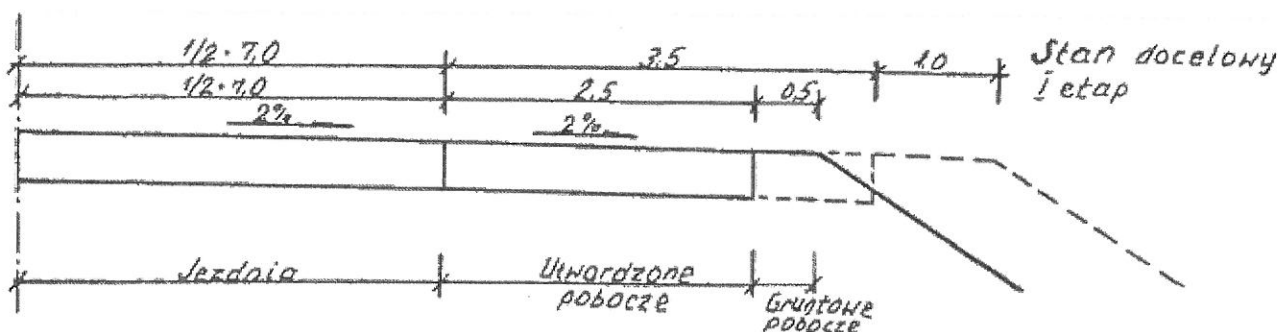 1/2·7,0 3,5 1,0 Stan docelowy
1/2·7,0 2,5 0,5 I etap
2% 2%
Jezdnia Utwardzone pobocze Gruntowe pobocze